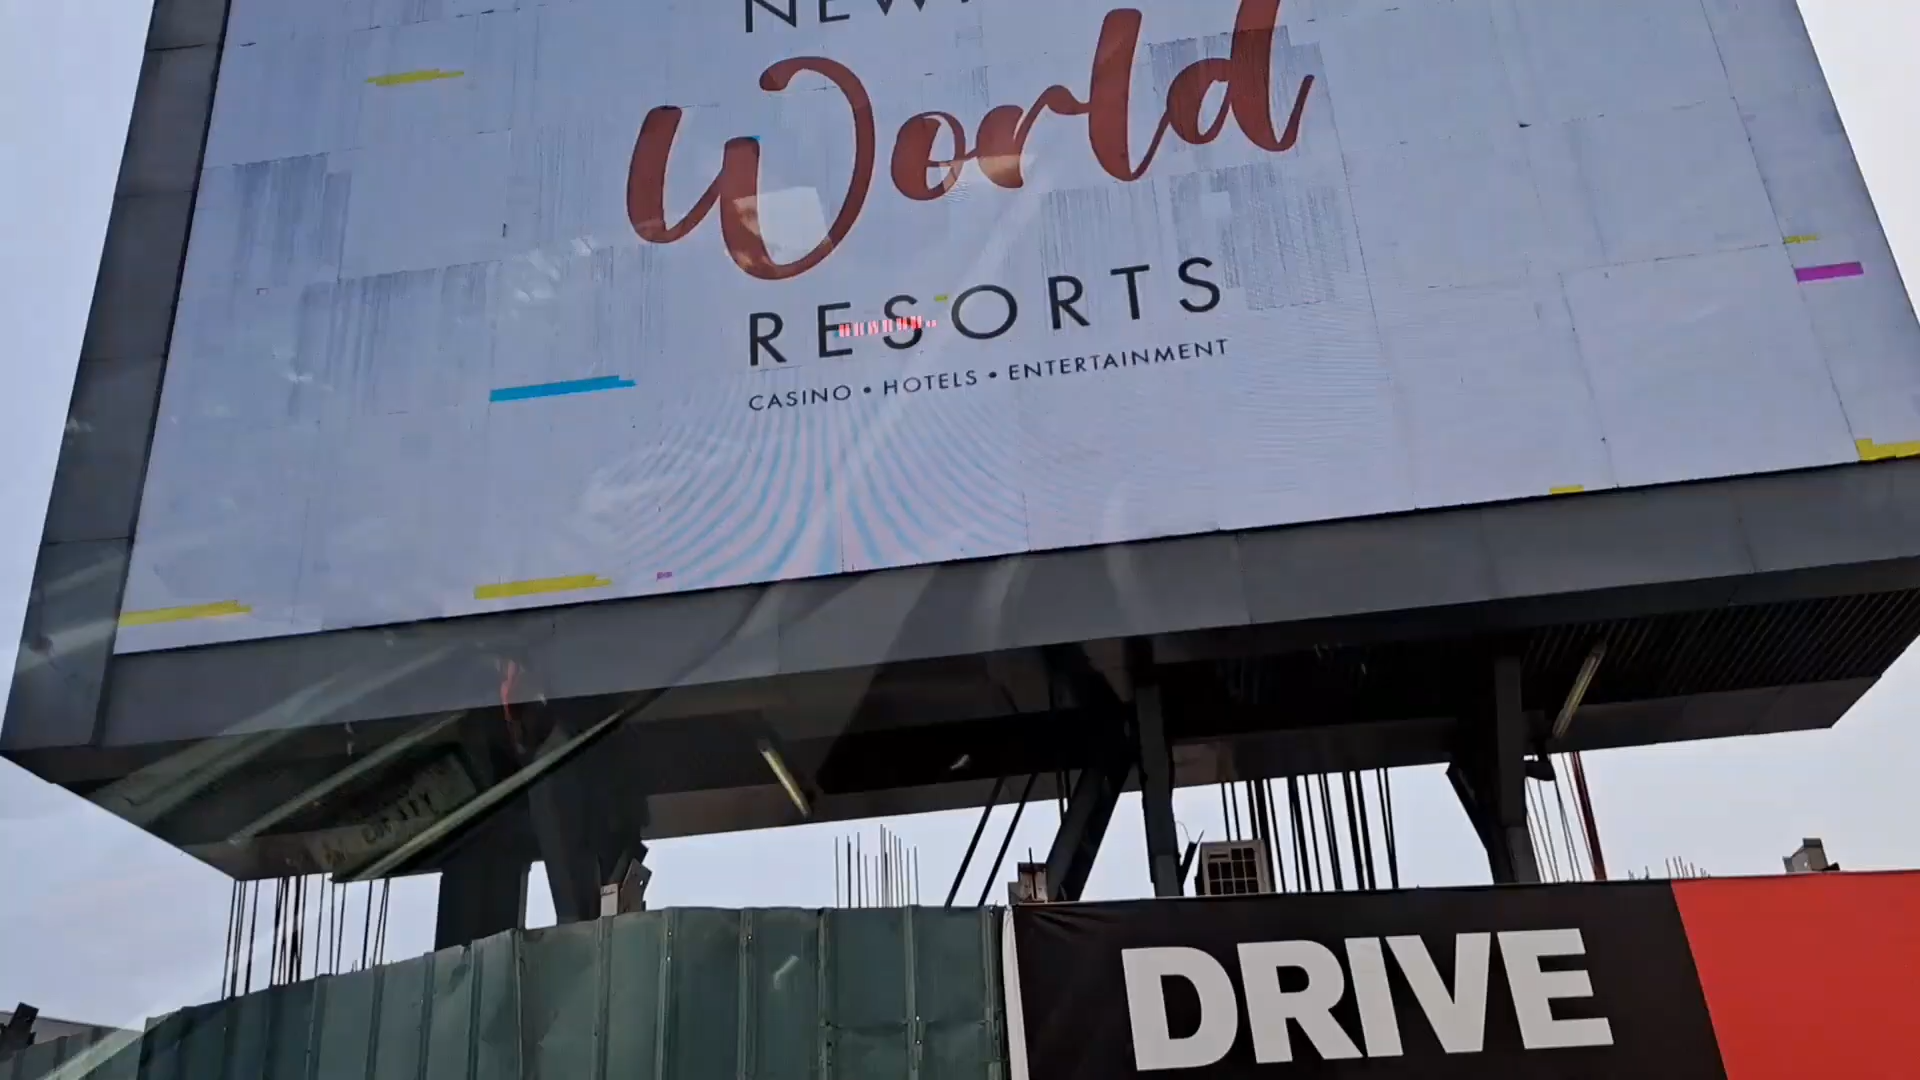 World
RESORTS
CASINO • HOTELS • ENTERTAINMENT
DRIVE